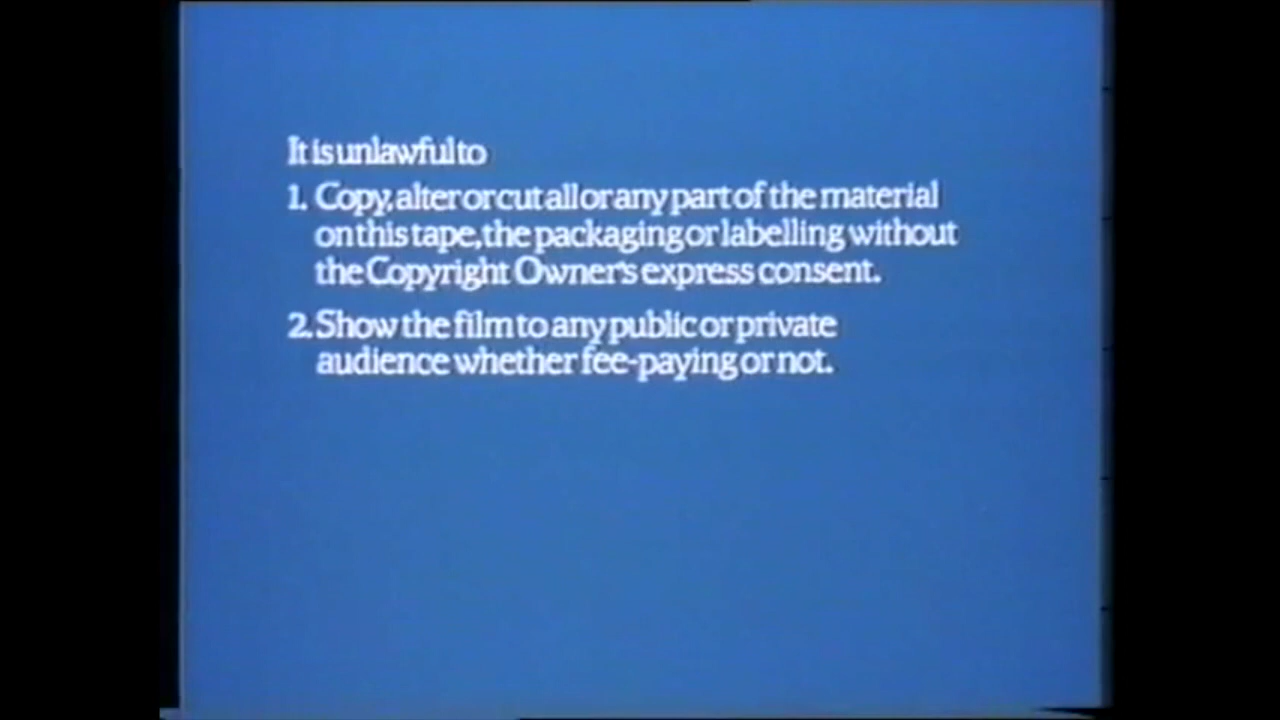 It is unlawful to
1. Copy, alter or cut all or any part of the material
on this tape, the packaging or labelling without
the Copyright Owner's express consent.
2. Show the film to any public or private
audience whether fee-paying or not.